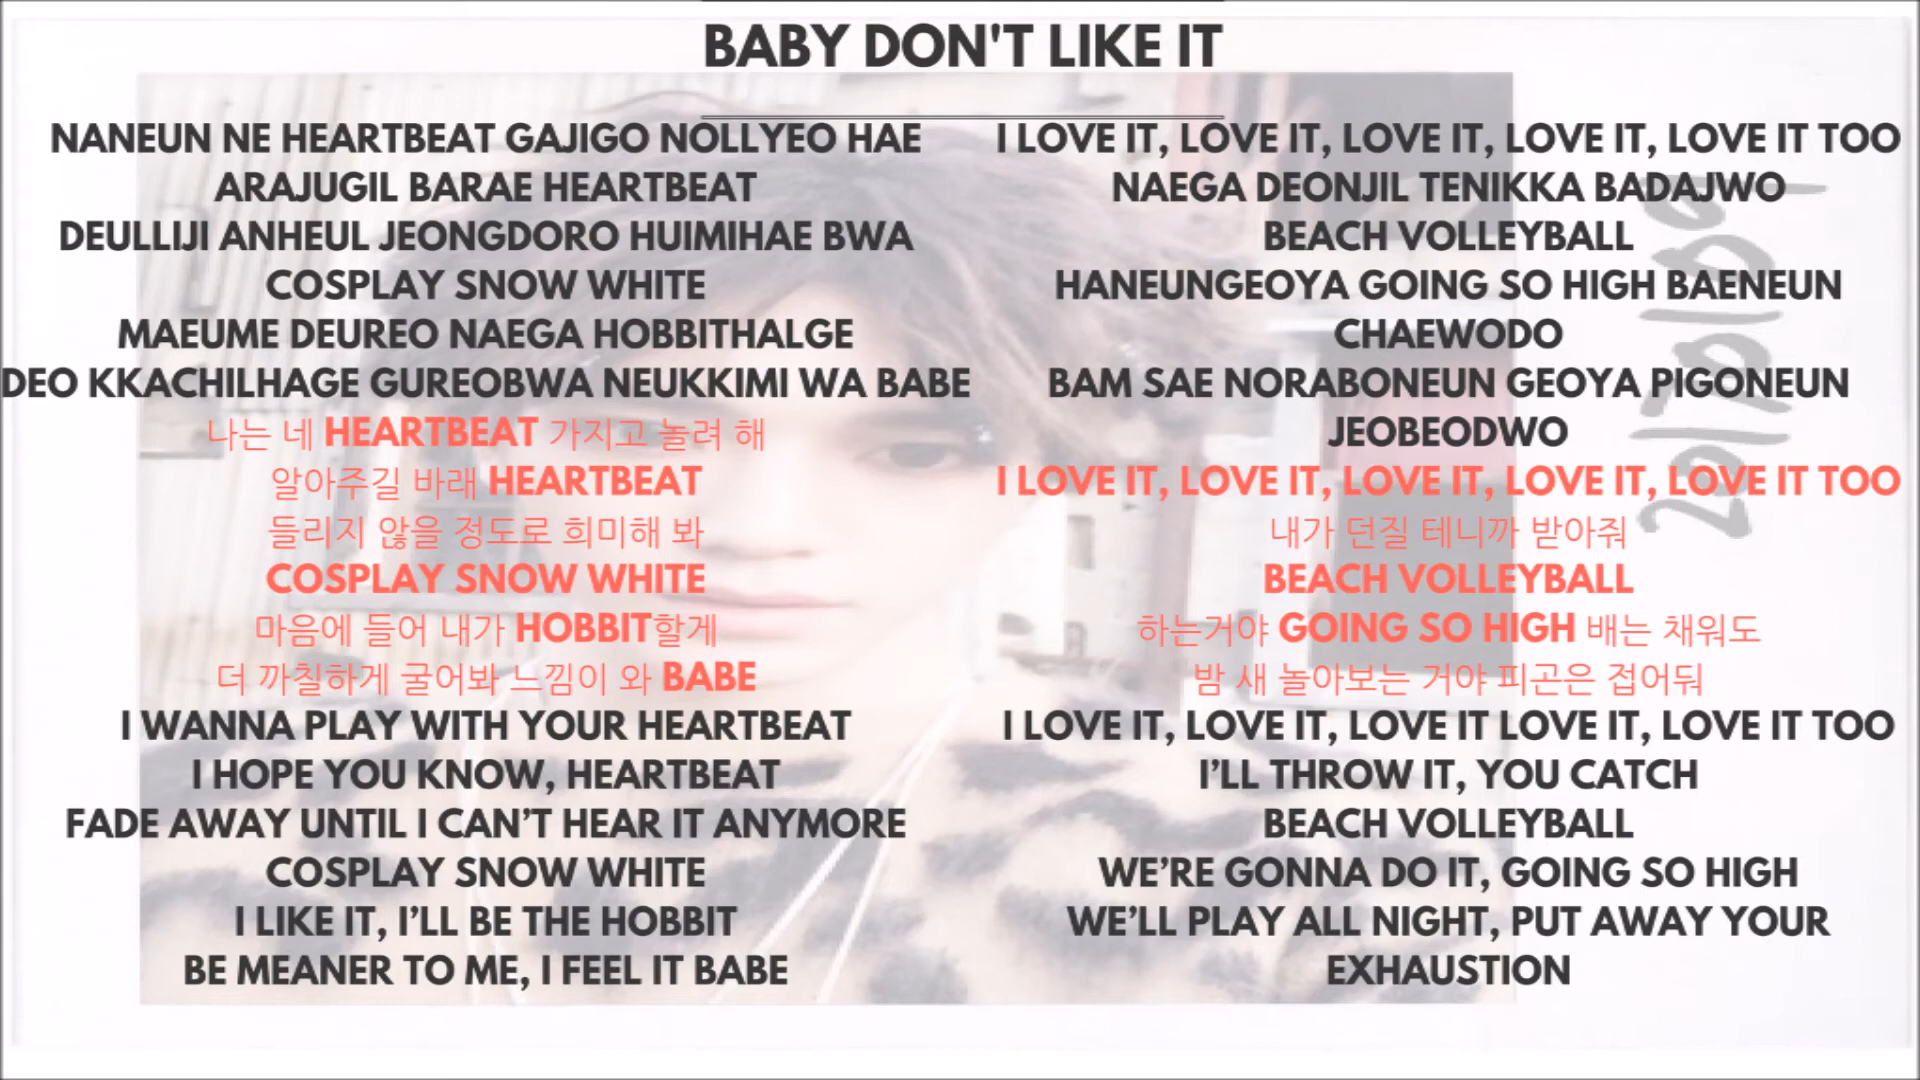 BABY DON'T LIKE IT
NANEUN NE HEARTBEAT GAJIGO NOLLYEO HAE
ARAJUGIL BARAE HEARTBEAT
DEULLIJI ANHEUL JEONGDORO HUIMIHAE BWA
COSPLAY SNOW WHITE
MAEUME DEUREO NAEGA HOBBITHALGE
DEO KKACHILHAGE GUREOBWA NEUKKIMI WA BABE
나는 네 HEARTBEAT 가지고 놀려 해
알아주길 바래 HEARTBEAT
들리지 않을 정도로 희미해 봐
COSPLAY SNOW WHITE
마음에 들어 내가 HOBBIT할게
더 까칠하게 굴어봐 느낌이 와 BABE
I WANNA PLAY WITH YOUR HEARTBEAT
I HOPE YOU KNOW, HEARTBEAT
FADE AWAY UNTIL I CAN’T HEAR IT ANYMORE
COSPLAY SNOW WHITE
I LIKE IT, I’LL BE THE HOBBIT
BE MEANER TO ME, I FEEL IT BABE
I LOVE IT, LOVE IT, LOVE IT, LOVE IT, LOVE IT TOO
NAEGA DEONJIL TENIKKA BADAJWO
BEACH VOLLEYBALL
HANEUNGEOYA GOING SO HIGH BAENEUN
CHAEWODO
BAM SAE NORABONEUN GEOYA PIGONEUN
JEOBEODWO
I LOVE IT, LOVE IT, LOVE IT, LOVE IT, LOVE IT TOO
내가 던질 테니까 받아줘
BEACH VOLLEYBALL
하는거야 GOING SO HIGH 배는 채워도
밤 새 놀아보는 거야 피곤은 접어둬
I LOVE IT, LOVE IT, LOVE IT LOVE IT, LOVE IT TOO
I’LL THROW IT, YOU CATCH
BEACH VOLLEYBALL
WE’RE GONNA DO IT, GOING SO HIGH
WE’LL PLAY ALL NIGHT, PUT AWAY YOUR
EXHAUSTION